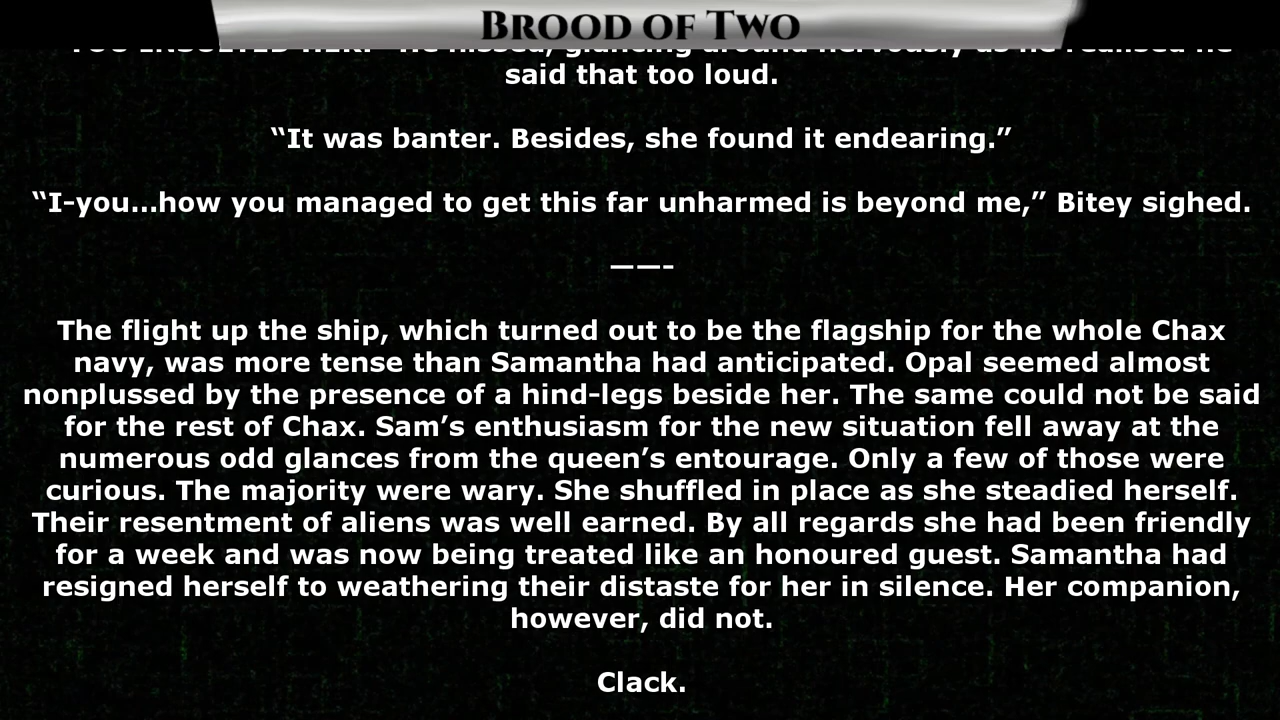 Brood of Two
said that too loud.
“It was banter. Besides, she found it endearing.”
“I-you…how you managed to get this far unharmed is beyond me,” Bitey sighed.
——-
The flight up the ship, which turned out to be the flagship for the whole Chax
navy, was more tense than Samantha had anticipated. Opal seemed almost
nonplussed by the presence of a hind-legs beside her. The same could not be said
for the rest of Chax. Sam’s enthusiasm for the new situation fell away at the
numerous odd glances from the queen’s entourage. Only a few of those were
curious. The majority were wary. She shuffled in place as she steadied herself.
Their resentment of aliens was well earned. By all regards she had been friendly
for a week and was now being treated like an honoured guest. Samantha had
resigned herself to weathering their distaste for her in silence. Her companion,
however, did not.
Clack.